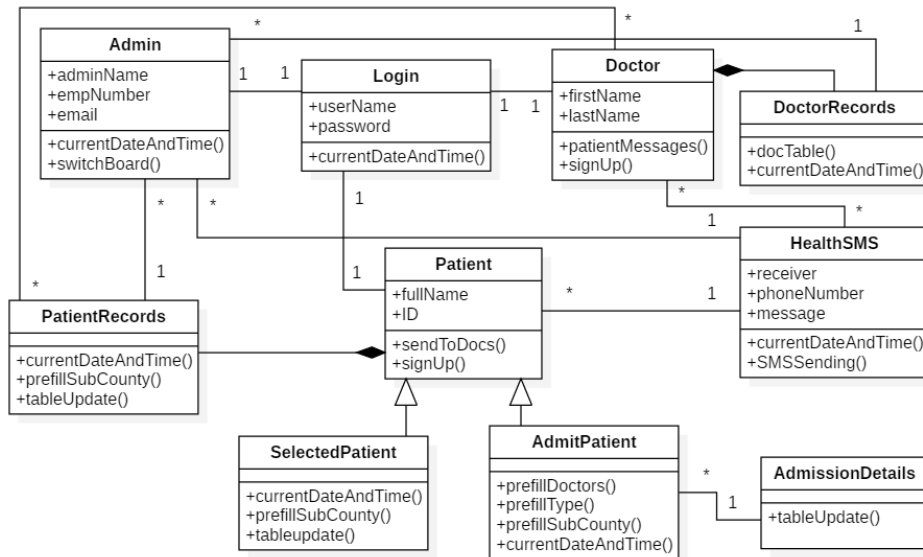 *
*
1
Admin
+adminName
+empNumber
+email
+currentDateAndTime()
+switchBoard()
1
1
Login
+userName
+password
+currentDateAndTime()
1
1
Doctor
+firstName
+lastName
+patientMessages()
+signUp()
DoctorRecords
+docTable()
+currentDateAndTime()
*
*
1
*
*
1
HealthSMS
+receiver
+phoneNumber
+message
+currentDateAndTime()
+SMSSending()
*
1
1
*
1
PatientRecords
+currentDateAndTime()
+prefillSubCounty()
+tableUpdate()
Patient
+fullName
+ID
+sendToDocs()
+signUp()
SelectedPatient
+currentDateAndTime()
+prefillSubCounty()
+tableupdate()
AdmitPatient
+prefillDoctors()
+prefillType()
+prefillSubCounty()
+currentDateAndTime()
*
1
AdmissionDetails
+tableUpdate()